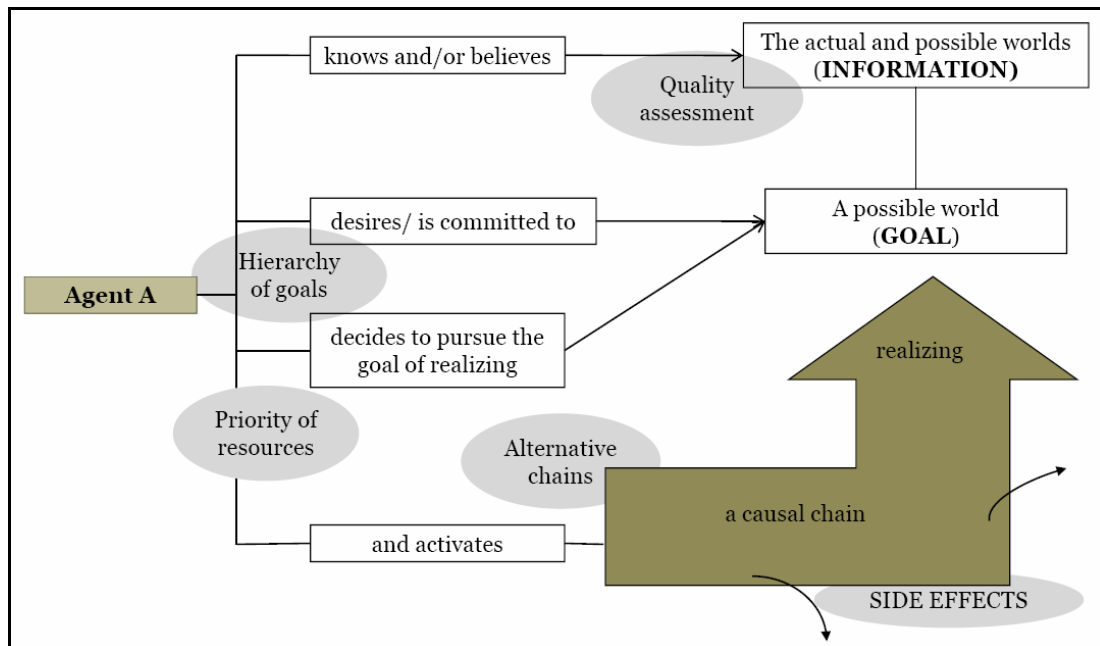 knows and/or believes
The actual and possible worlds
(INFORMATION)
Quality
assessment
desires/ is committed to
A possible world
(GOAL)
Hierarchy
of goals
Agent A
decides to pursue the
goal of realizing
realizing
Priority of
resources
Alternative
chains
a causal chain
and activates
SIDE EFFECTS